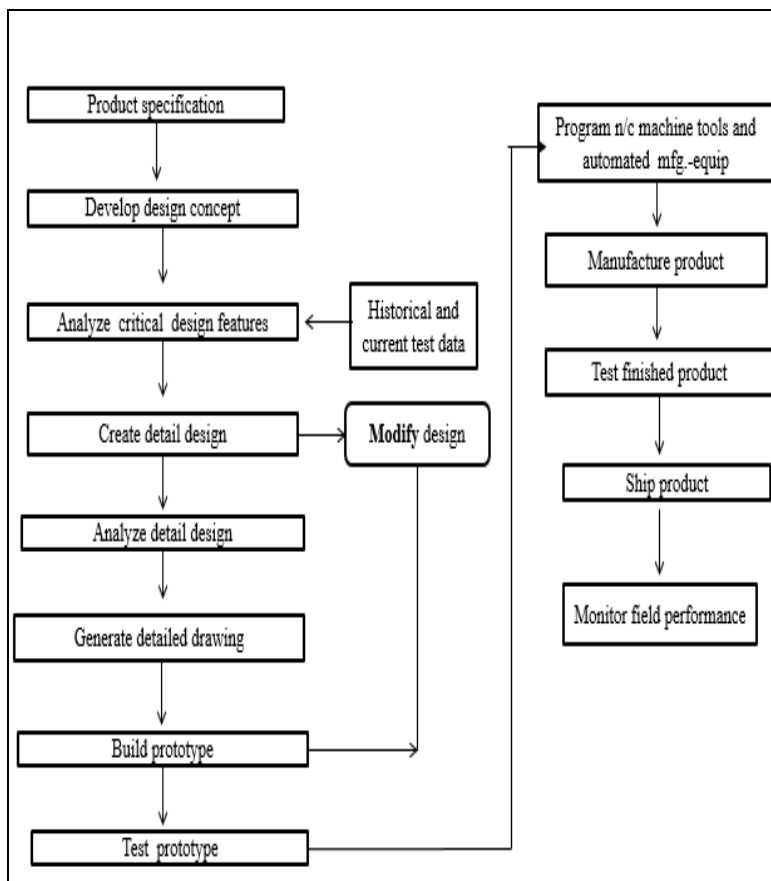 Product specification
Develop design concept
Analyze critical design features
Historical and
current test data
Create detail design
Modify design
Analyze detail design
Generate detailed drawing
Build prototype
Test prototype
Program n/c machine tools and
automated mfg.-equip
Manufacture product
Test finished product
Ship product
Monitor field performance